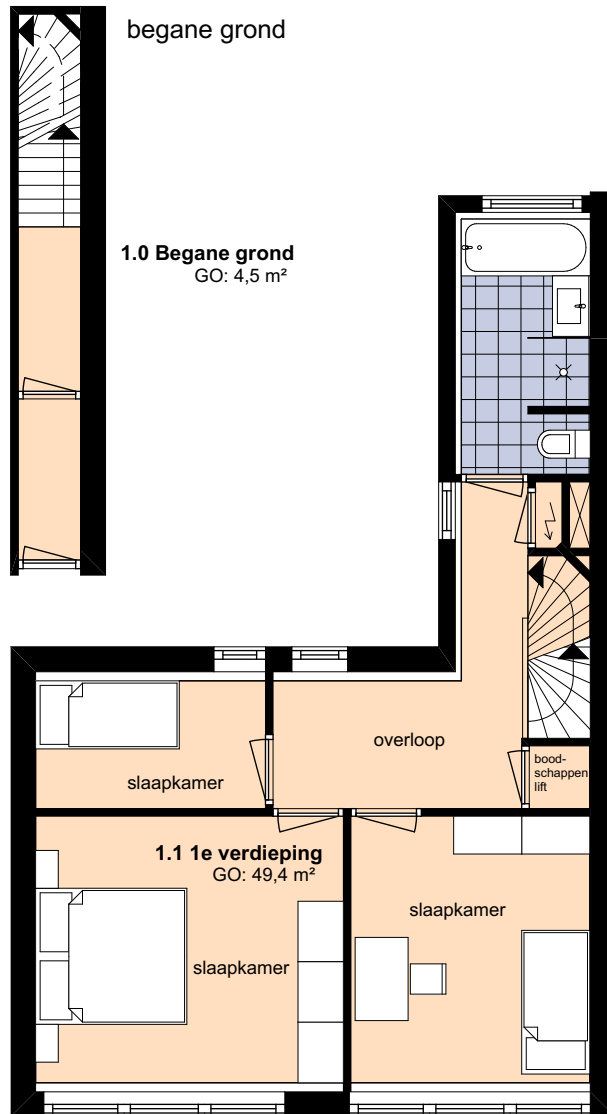 begane grond
1.0 Begane grond
GO: 4,5 m²
overloop
bood-
schappen
lift
slaapkamer
1.1 1e verdieping
GO: 49,4 m²
slaapkamer
slaapkamer